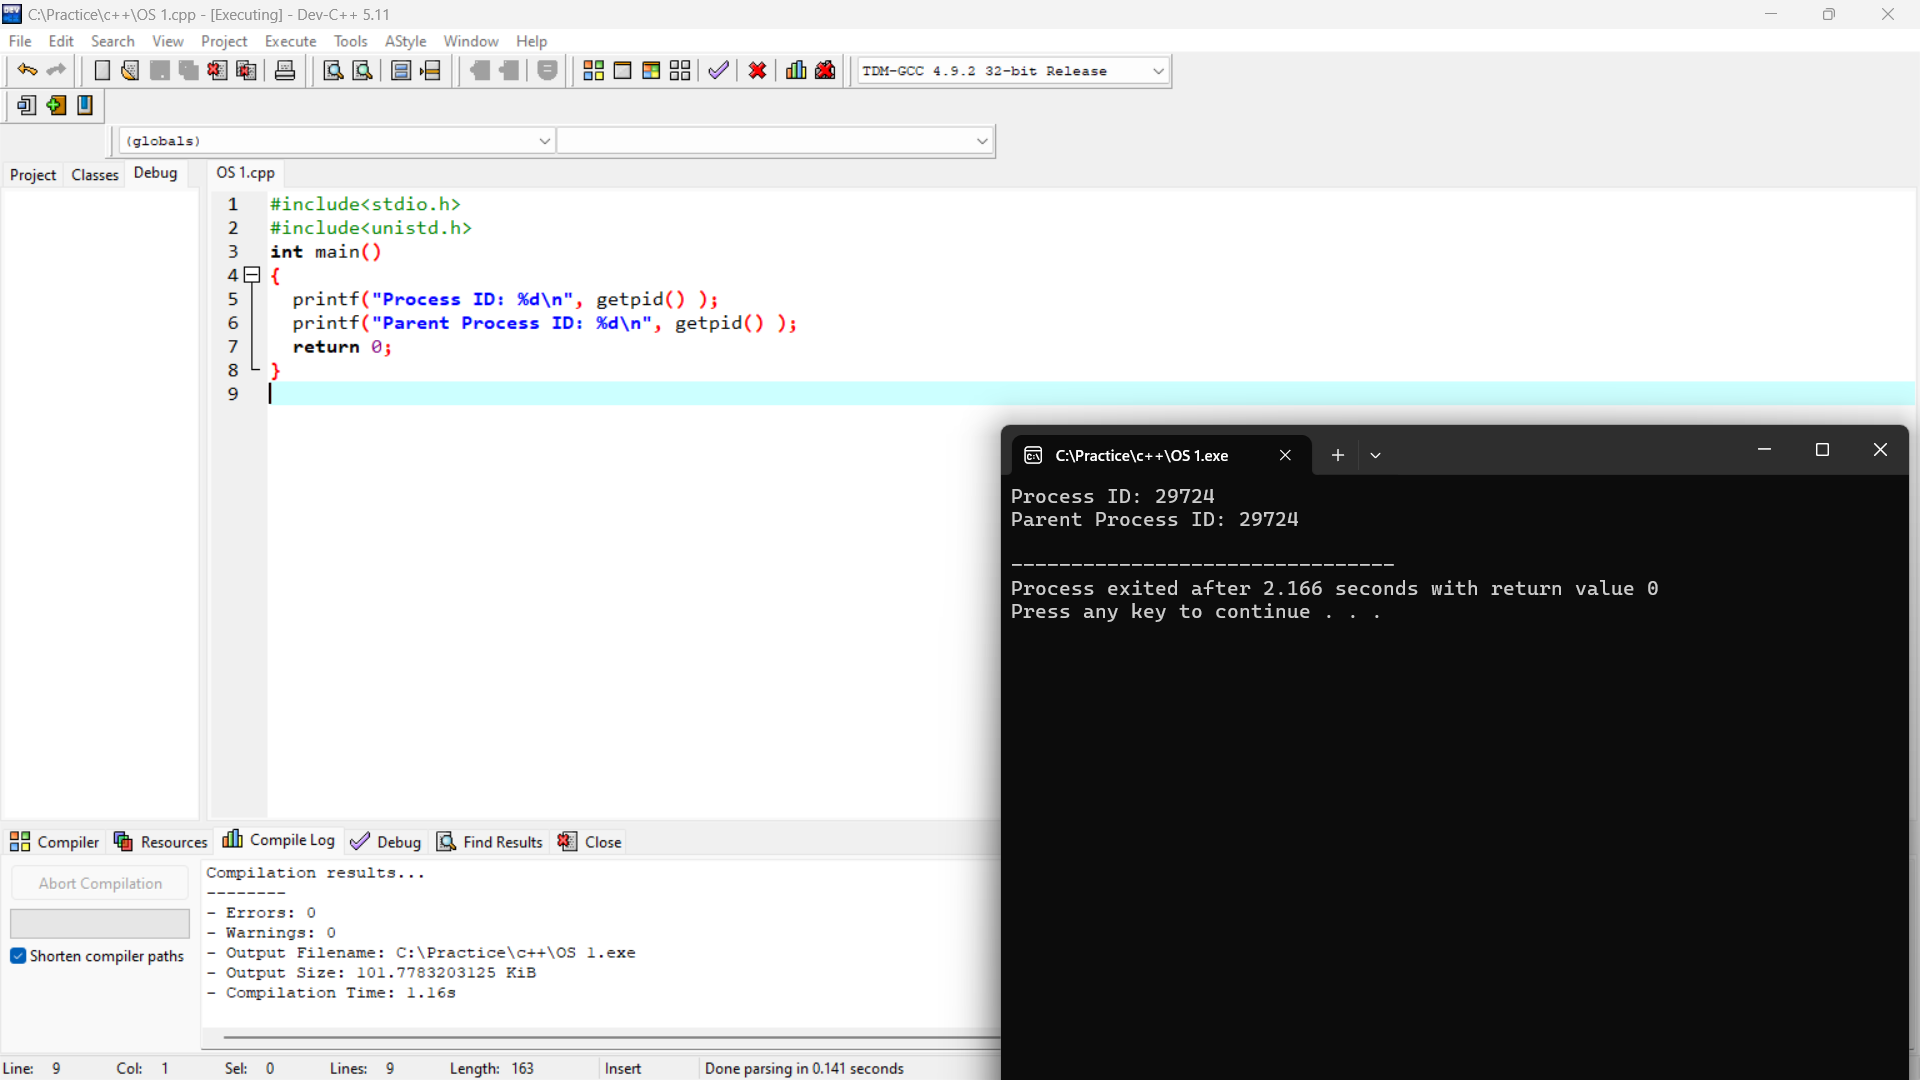 C:\Practice\c++\OS 1.cpp - [Executing] - Dev-C++ 5.11
File Edit Search View Project Execute Tools AStyle Window Help
TDM-GCC 4.9.2 32-bit Release
(globals)
Project Classes Debug
OS 1.cpp
1 #include<stdio.h>
2 #include<unistd.h>
3 int main()
4 {
5 printf("Process ID: %d\n", getpid() );
6 printf("Parent Process ID: %d\n", getpid() );
7 return 0;
8 }
9
C:\Practice\c++\OS 1.exe
Process ID: 29724
Parent Process ID: 29724
--------------------------------
Process exited after 2.166 seconds with return value 0
Press any key to continue . . .
Compiler Resources Compile Log Debug Find Results Close
Abort Compilation
Shorten compiler paths
Compilation results...
--------
- Errors: 0
- Warnings: 0
- Output Filename: C:\Practice\c++\OS 1.exe
- Output Size: 101.7783203125 KiB
- Compilation Time: 1.16s
Line: 9 Col: 1 Sel: 0 Lines: 9 Length: 163 Insert Done parsing in 0.141 seconds